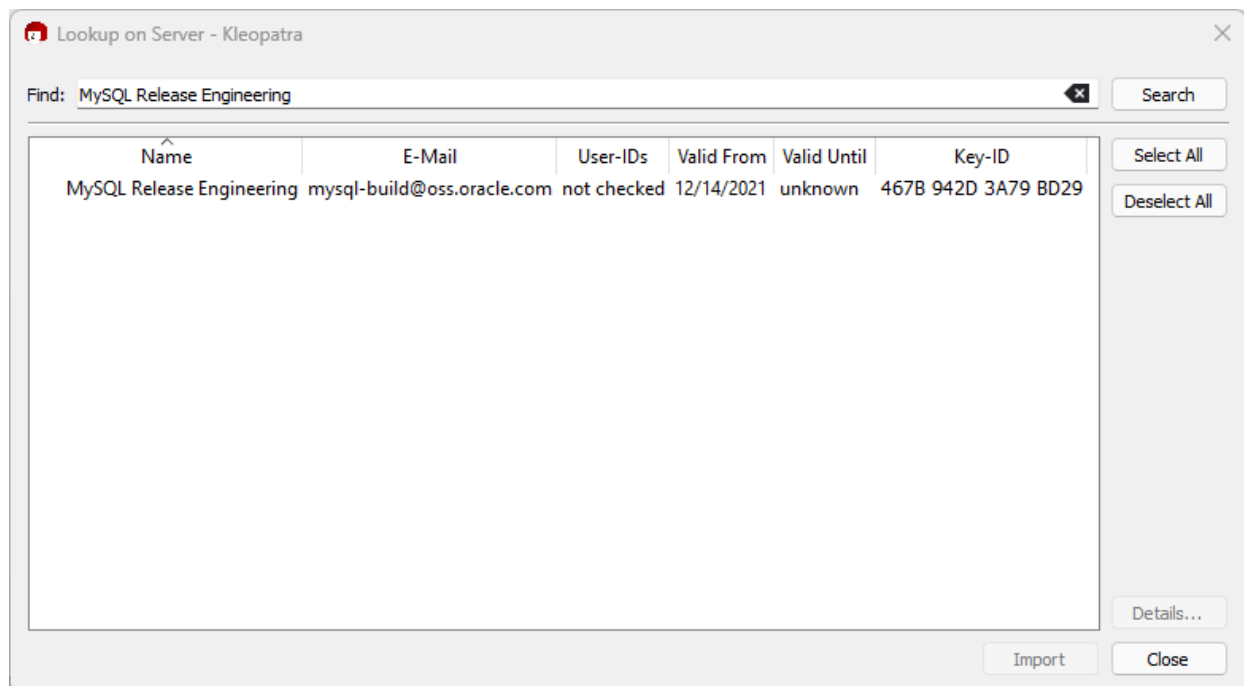 Lookup on Server - Kleopatra
Find: MySQL Release Engineering Search
Name E-Mail User-IDs Valid From Valid Until Key-ID Select All
MySQL Release Engineering mysql-build@oss.oracle.com not checked 12/14/2021 unknown 467B 942D 3A79 BD29
Deselect All
Details...
Import Close